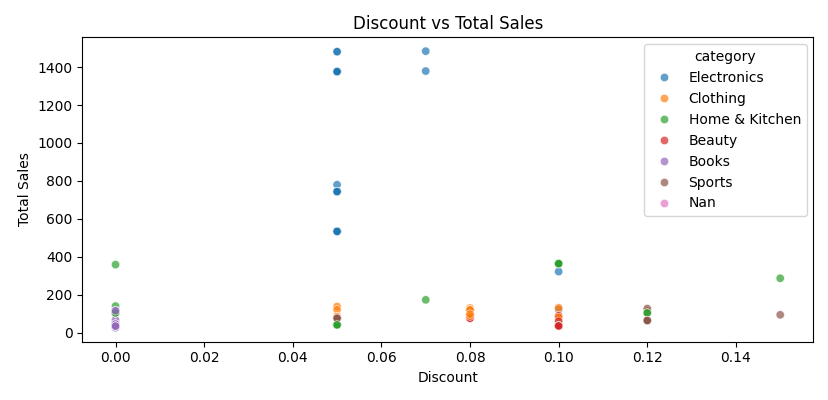 Discount vs Total Sales
Total Sales
1400
1200
1000
800
600
400
200
0
0.00 0.02 0.04 0.06 0.08 0.10 0.12 0.14
Discount
category
Electronics
Clothing
Home & Kitchen
Beauty
Books
Sports
Nan